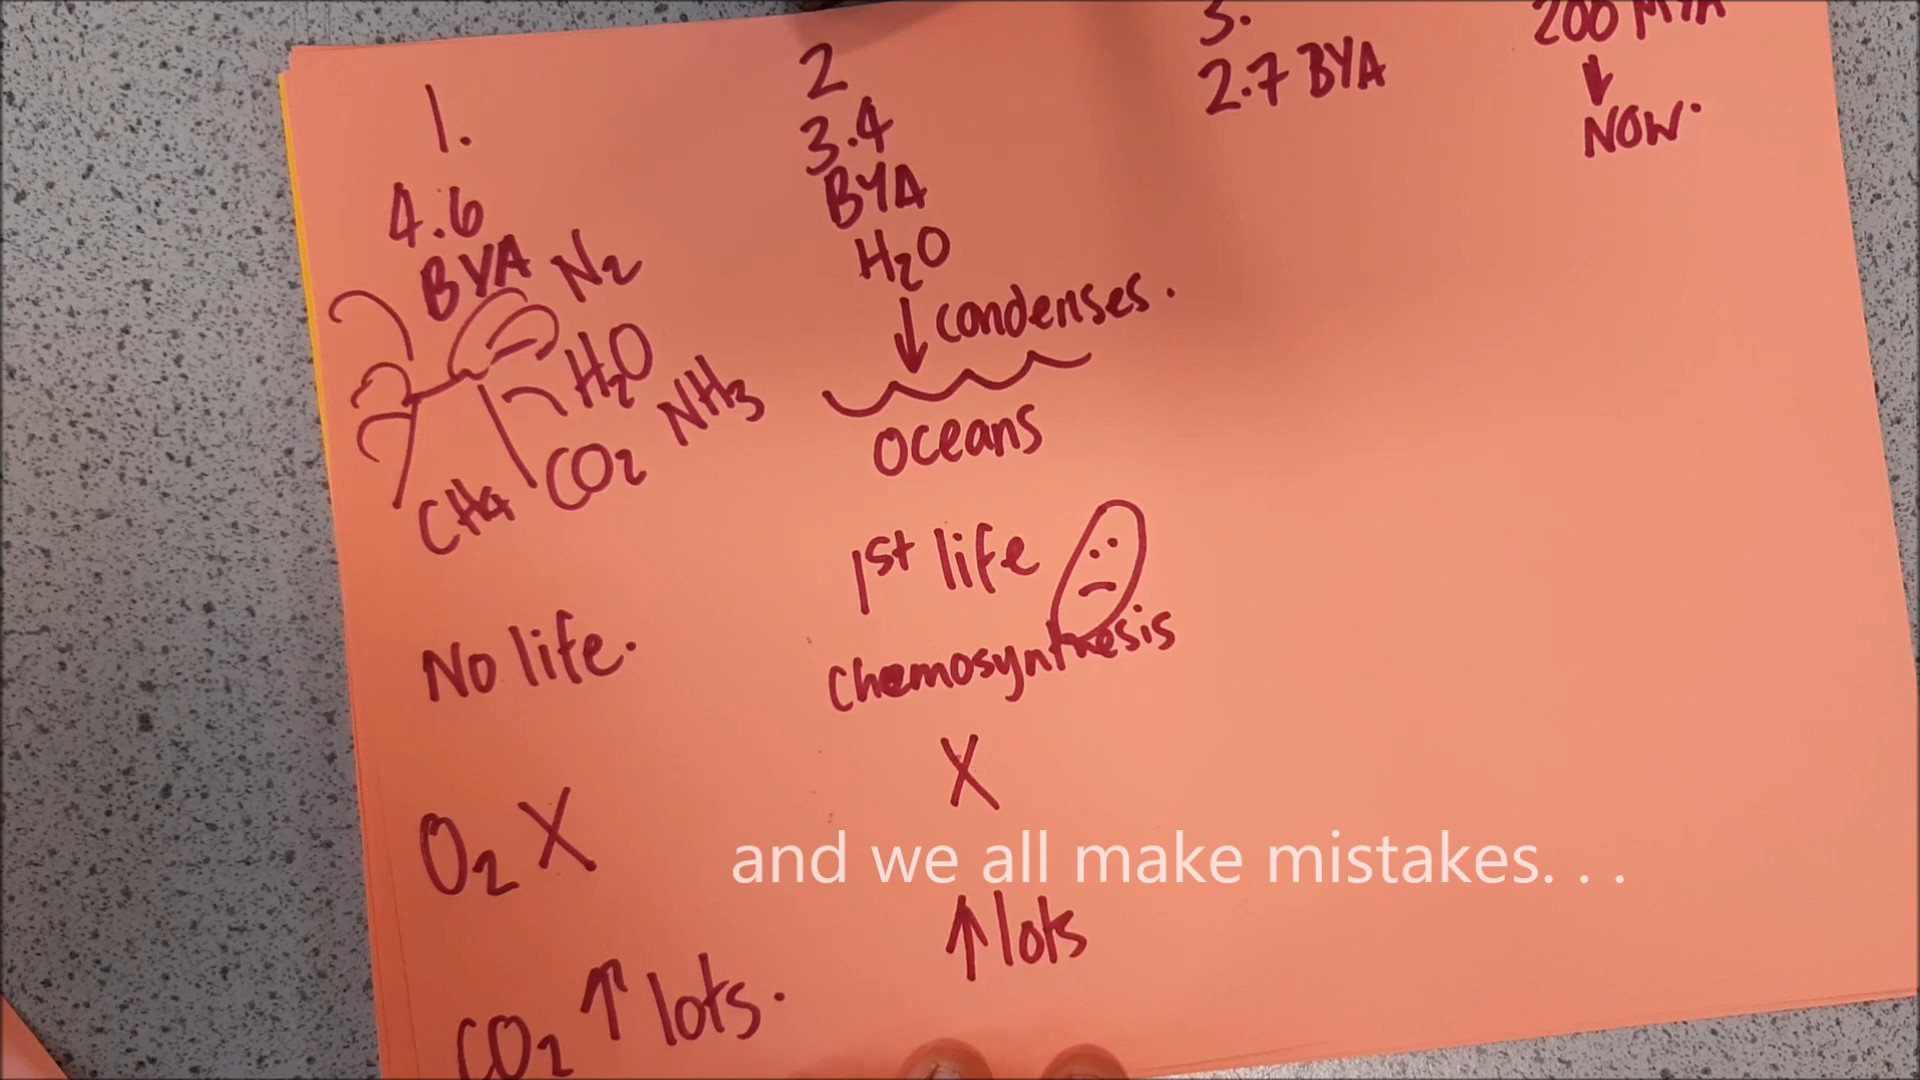 1.
4.6
BYA
N2
H2O
NH3
CO2
CH4
No life.
O2 X
CO2 ↑ lots.
2
3.4
BYA
H2O
↓ condenses.
oceans
1st life
chemosynthesis
X
↑ lots
3.
2.7 BYA
200 MYA
↓
NOW.
and we all make mistakes. . .